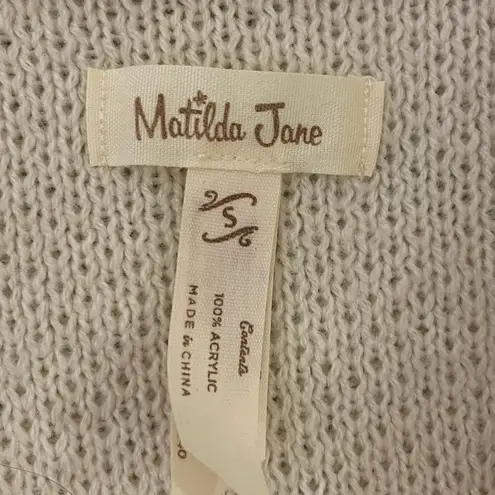 Matilda Jane
S
Contents
100% ACRYLIC
MADE in CHINA